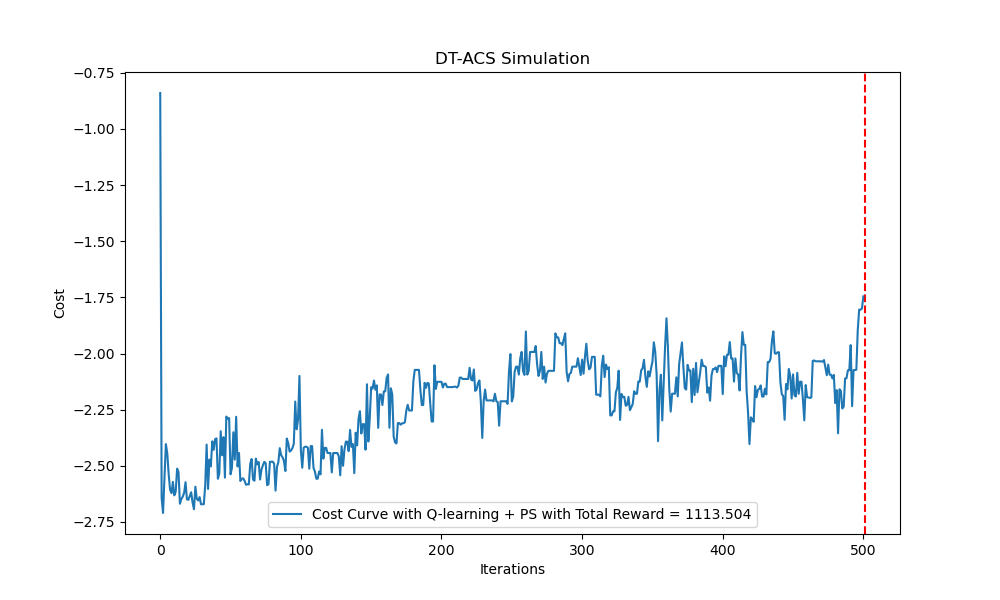 DT-ACS Simulation
−0.75
−1.00
−1.25
−1.50
−1.75
−2.00
−2.25
−2.50
−2.75
Cost
Cost Curve with Q-learning + PS with Total Reward = 1113.504
0 100 200 300 400 500
Iterations